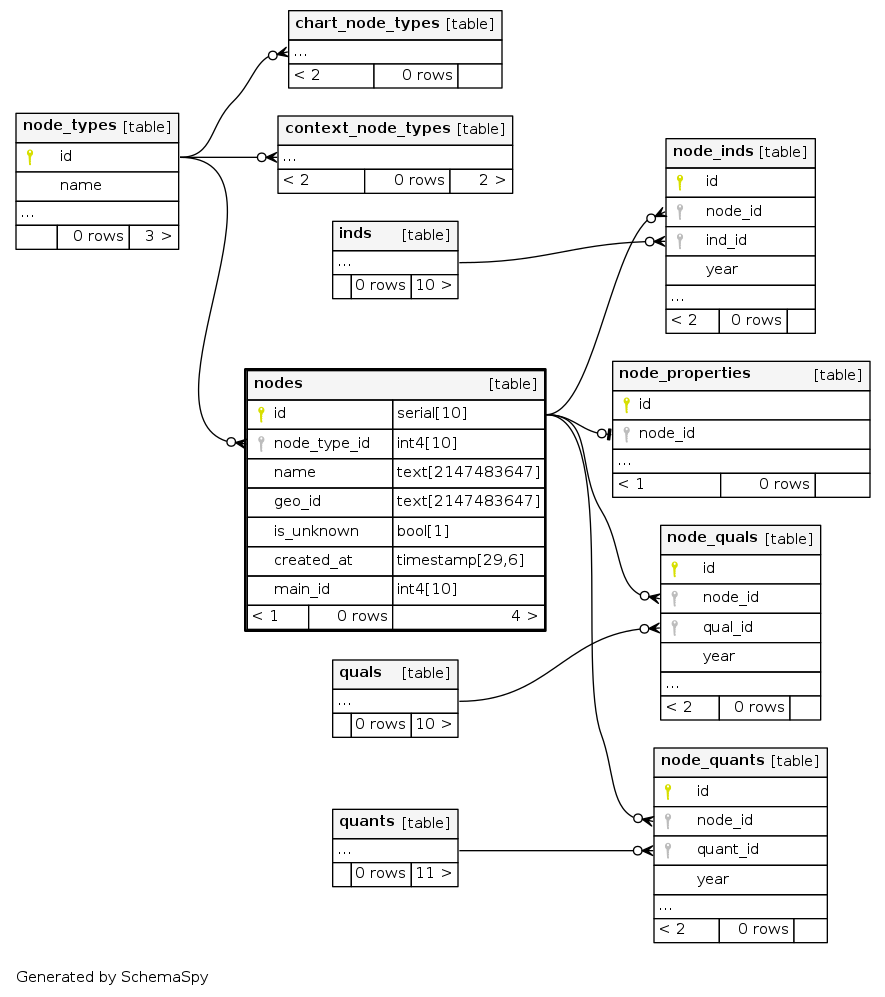 chart_node_types [table]
...
< 2 0 rows
node_types [table]
id
name
...
0 rows 3 >
context_node_types [table]
...
< 2 0 rows 2 >
node_inds [table]
id
node_id
ind_id
year
...
< 2 0 rows
inds [table]
...
0 rows 10 >
nodes [table]
id serial[10]
node_type_id int4[10]
name text[2147483647]
geo_id text[2147483647]
is_unknown bool[1]
created_at timestamp[29,6]
main_id int4[10]
< 1 0 rows 4 >
node_properties [table]
id
node_id
...
< 1 0 rows
node_quals [table]
id
node_id
qual_id
year
...
< 2 0 rows
quals [table]
...
0 rows 10 >
node_quants [table]
id
node_id
quant_id
year
...
< 2 0 rows
quants [table]
...
0 rows 11 >
Generated by SchemaSpy